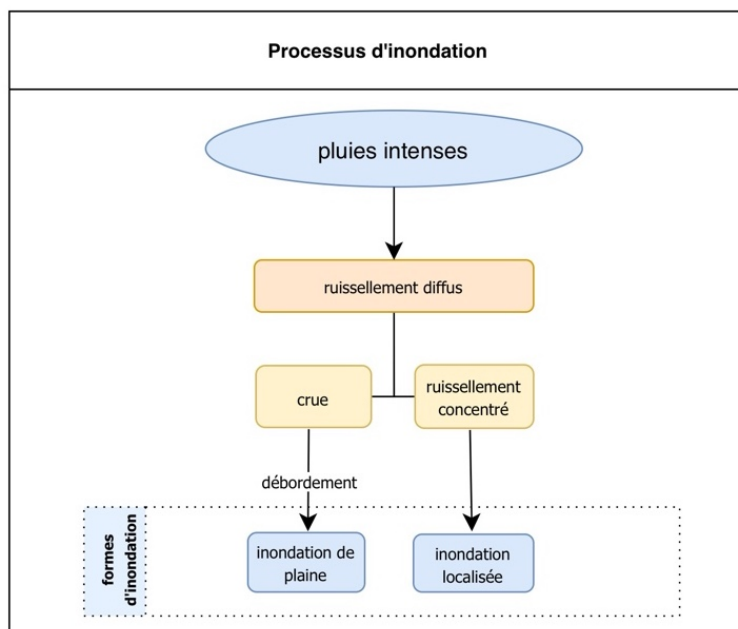 Processus d'inondation
pluies intenses
ruissellement diffus
crue
ruissellement
concentré
débordement
formes
d'inondation
inondation de
plaine
inondation
localisée